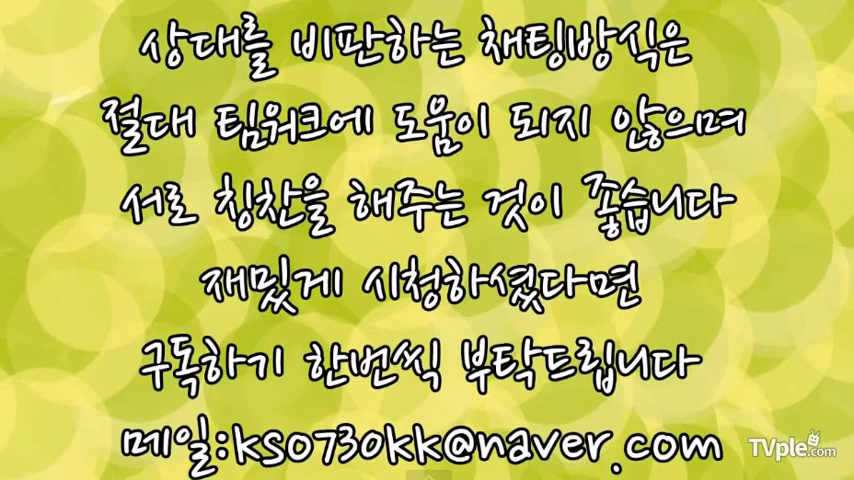 상대를 비판하는 채팅방식은
절대 팀워크에 도움이 되지 않으며
서로 칭찬을 해주는 것이 좋습니다
재밌게 시청하셨다면
구독하기 한번씩 부탁드립니다
메일:kso730kk@naver.com
TVple.com